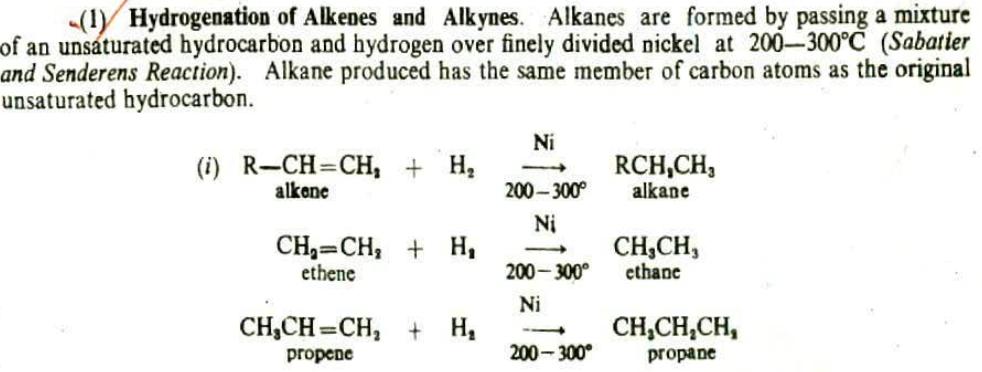 (1) Hydrogenation of Alkenes and Alkynes. Alkanes are formed by passing a mixture
of an unsaturated hydrocarbon and hydrogen over finely divided nickel at 200—300°C (Sabatier
and Senderens Reaction). Alkane produced has the same member of carbon atoms as the original
unsaturated hydrocarbon.
Ni
(i) R—CH=CH₂ + H₂ → RCH₂CH₃
alkene 200—300° alkane
Ni
CH₂=CH₂ + H₂ → CH₃CH₃
ethene 200—300° ethane
Ni
CH₃CH=CH₂ + H₂ → CH₃CH₂CH₃
propene 200—300° propane